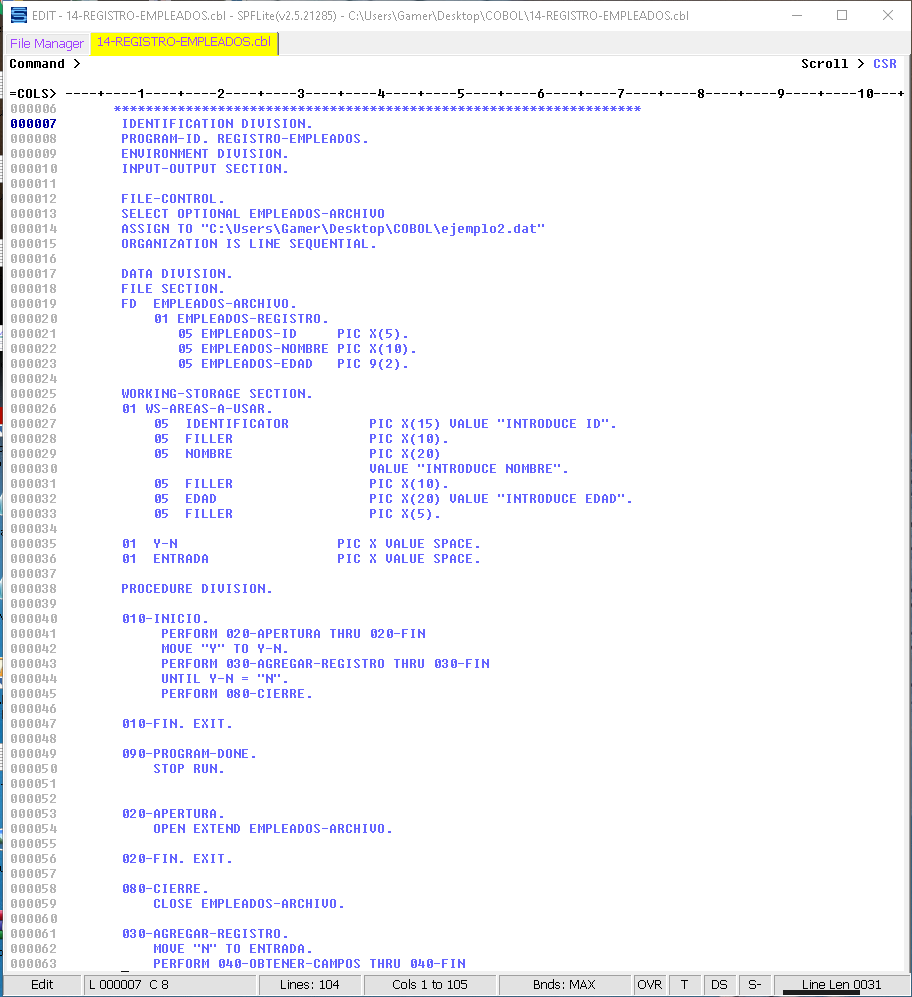 EDIT - 14-REGISTRO-EMPLEADOS.cbl - SPFLite(v2.5.21285) - C:\Users\Gamer\Desktop\COBOL\14-REGISTRO-EMPLEADOS.cbl
File Manager 14-REGISTRO-EMPLEADOS.cbl
Command > Scroll > CSR
=COLS> ----+----1----+----2----+----3----+----4----+----5----+----6----+----7----+----8----+----9----+----10---+
000006 ******************************************************************
000007 IDENTIFICATION DIVISION.
000008 PROGRAM-ID. REGISTRO-EMPLEADOS.
000009 ENVIRONMENT DIVISION.
000010 INPUT-OUTPUT SECTION.
000011
000012 FILE-CONTROL.
000013 SELECT OPTIONAL EMPLEADOS-ARCHIVO
000014 ASSIGN TO "C:\Users\Gamer\Desktop\COBOL\ejemplo2.dat"
000015 ORGANIZATION IS LINE SEQUENTIAL.
000016
000017 DATA DIVISION.
000018 FILE SECTION.
000019 FD EMPLEADOS-ARCHIVO.
000020 01 EMPLEADOS-REGISTRO.
000021 05 EMPLEADOS-ID PIC X(5).
000022 05 EMPLEADOS-NOMBRE PIC X(10).
000023 05 EMPLEADOS-EDAD PIC 9(2).
000024
000025 WORKING-STORAGE SECTION.
000026 01 WS-AREAS-A-USAR.
000027 05 IDENTIFICATOR PIC X(15) VALUE "INTRODUCE ID".
000028 05 FILLER PIC X(10).
000029 05 NOMBRE PIC X(20)
000030 VALUE "INTRODUCE NOMBRE".
000031 05 FILLER PIC X(10).
000032 05 EDAD PIC X(20) VALUE "INTRODUCE EDAD".
000033 05 FILLER PIC X(5).
000034
000035 01 Y-N PIC X VALUE SPACE.
000036 01 ENTRADA PIC X VALUE SPACE.
000037
000038 PROCEDURE DIVISION.
000039
000040 010-INICIO.
000041 PERFORM 020-APERTURA THRU 020-FIN
000042 MOVE "Y" TO Y-N.
000043 PERFORM 030-AGREGAR-REGISTRO THRU 030-FIN
000044 UNTIL Y-N = "N".
000045 PERFORM 080-CIERRE.
000046
000047 010-FIN. EXIT.
000048
000049 090-PROGRAM-DONE.
000050 STOP RUN.
000051
000052
000053 020-APERTURA.
000054 OPEN EXTEND EMPLEADOS-ARCHIVO.
000055
000056 020-FIN. EXIT.
000057
000058 080-CIERRE.
000059 CLOSE EMPLEADOS-ARCHIVO.
000060
000061 030-AGREGAR-REGISTRO.
000062 MOVE "N" TO ENTRADA.
000063 PERFORM 040-OBTENER-CAMPOS THRU 040-FIN
Edit L 000007 C 8 Lines: 104 Cols 1 to 105 Bnds: MAX OVR T DS S- Line Len 0031